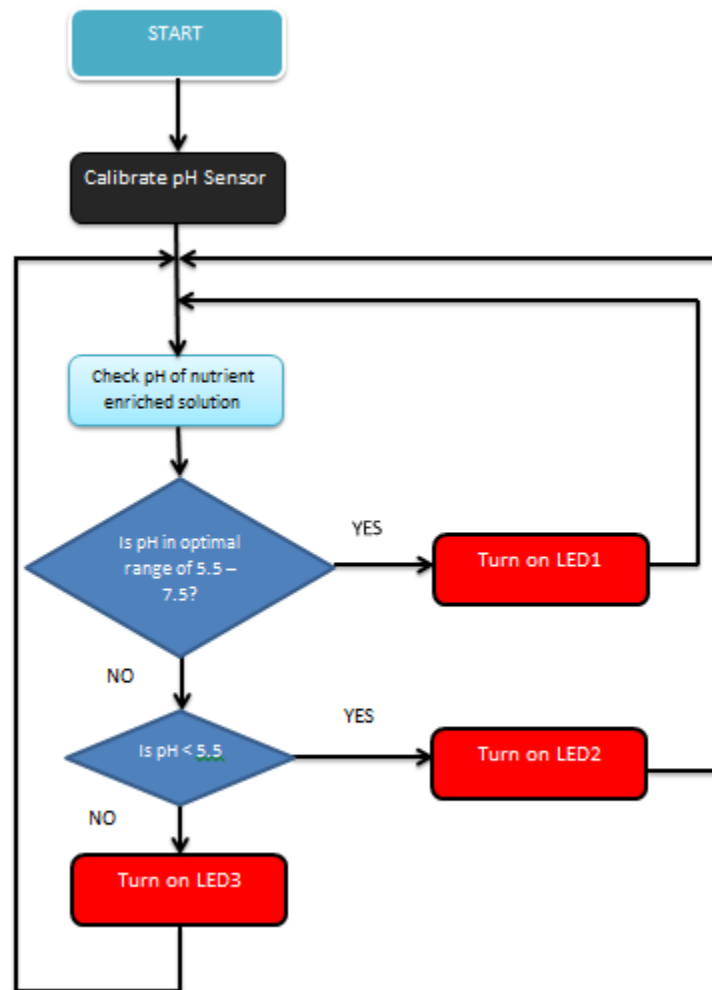 START
Calibrate pH Sensor
Check pH of nutrient
enriched solution
Is pH in optimal
range of 5.5 –
7.5?
YES
Turn on LED1
NO
Is pH < 5.5
YES
Turn on LED2
NO
Turn on LED3